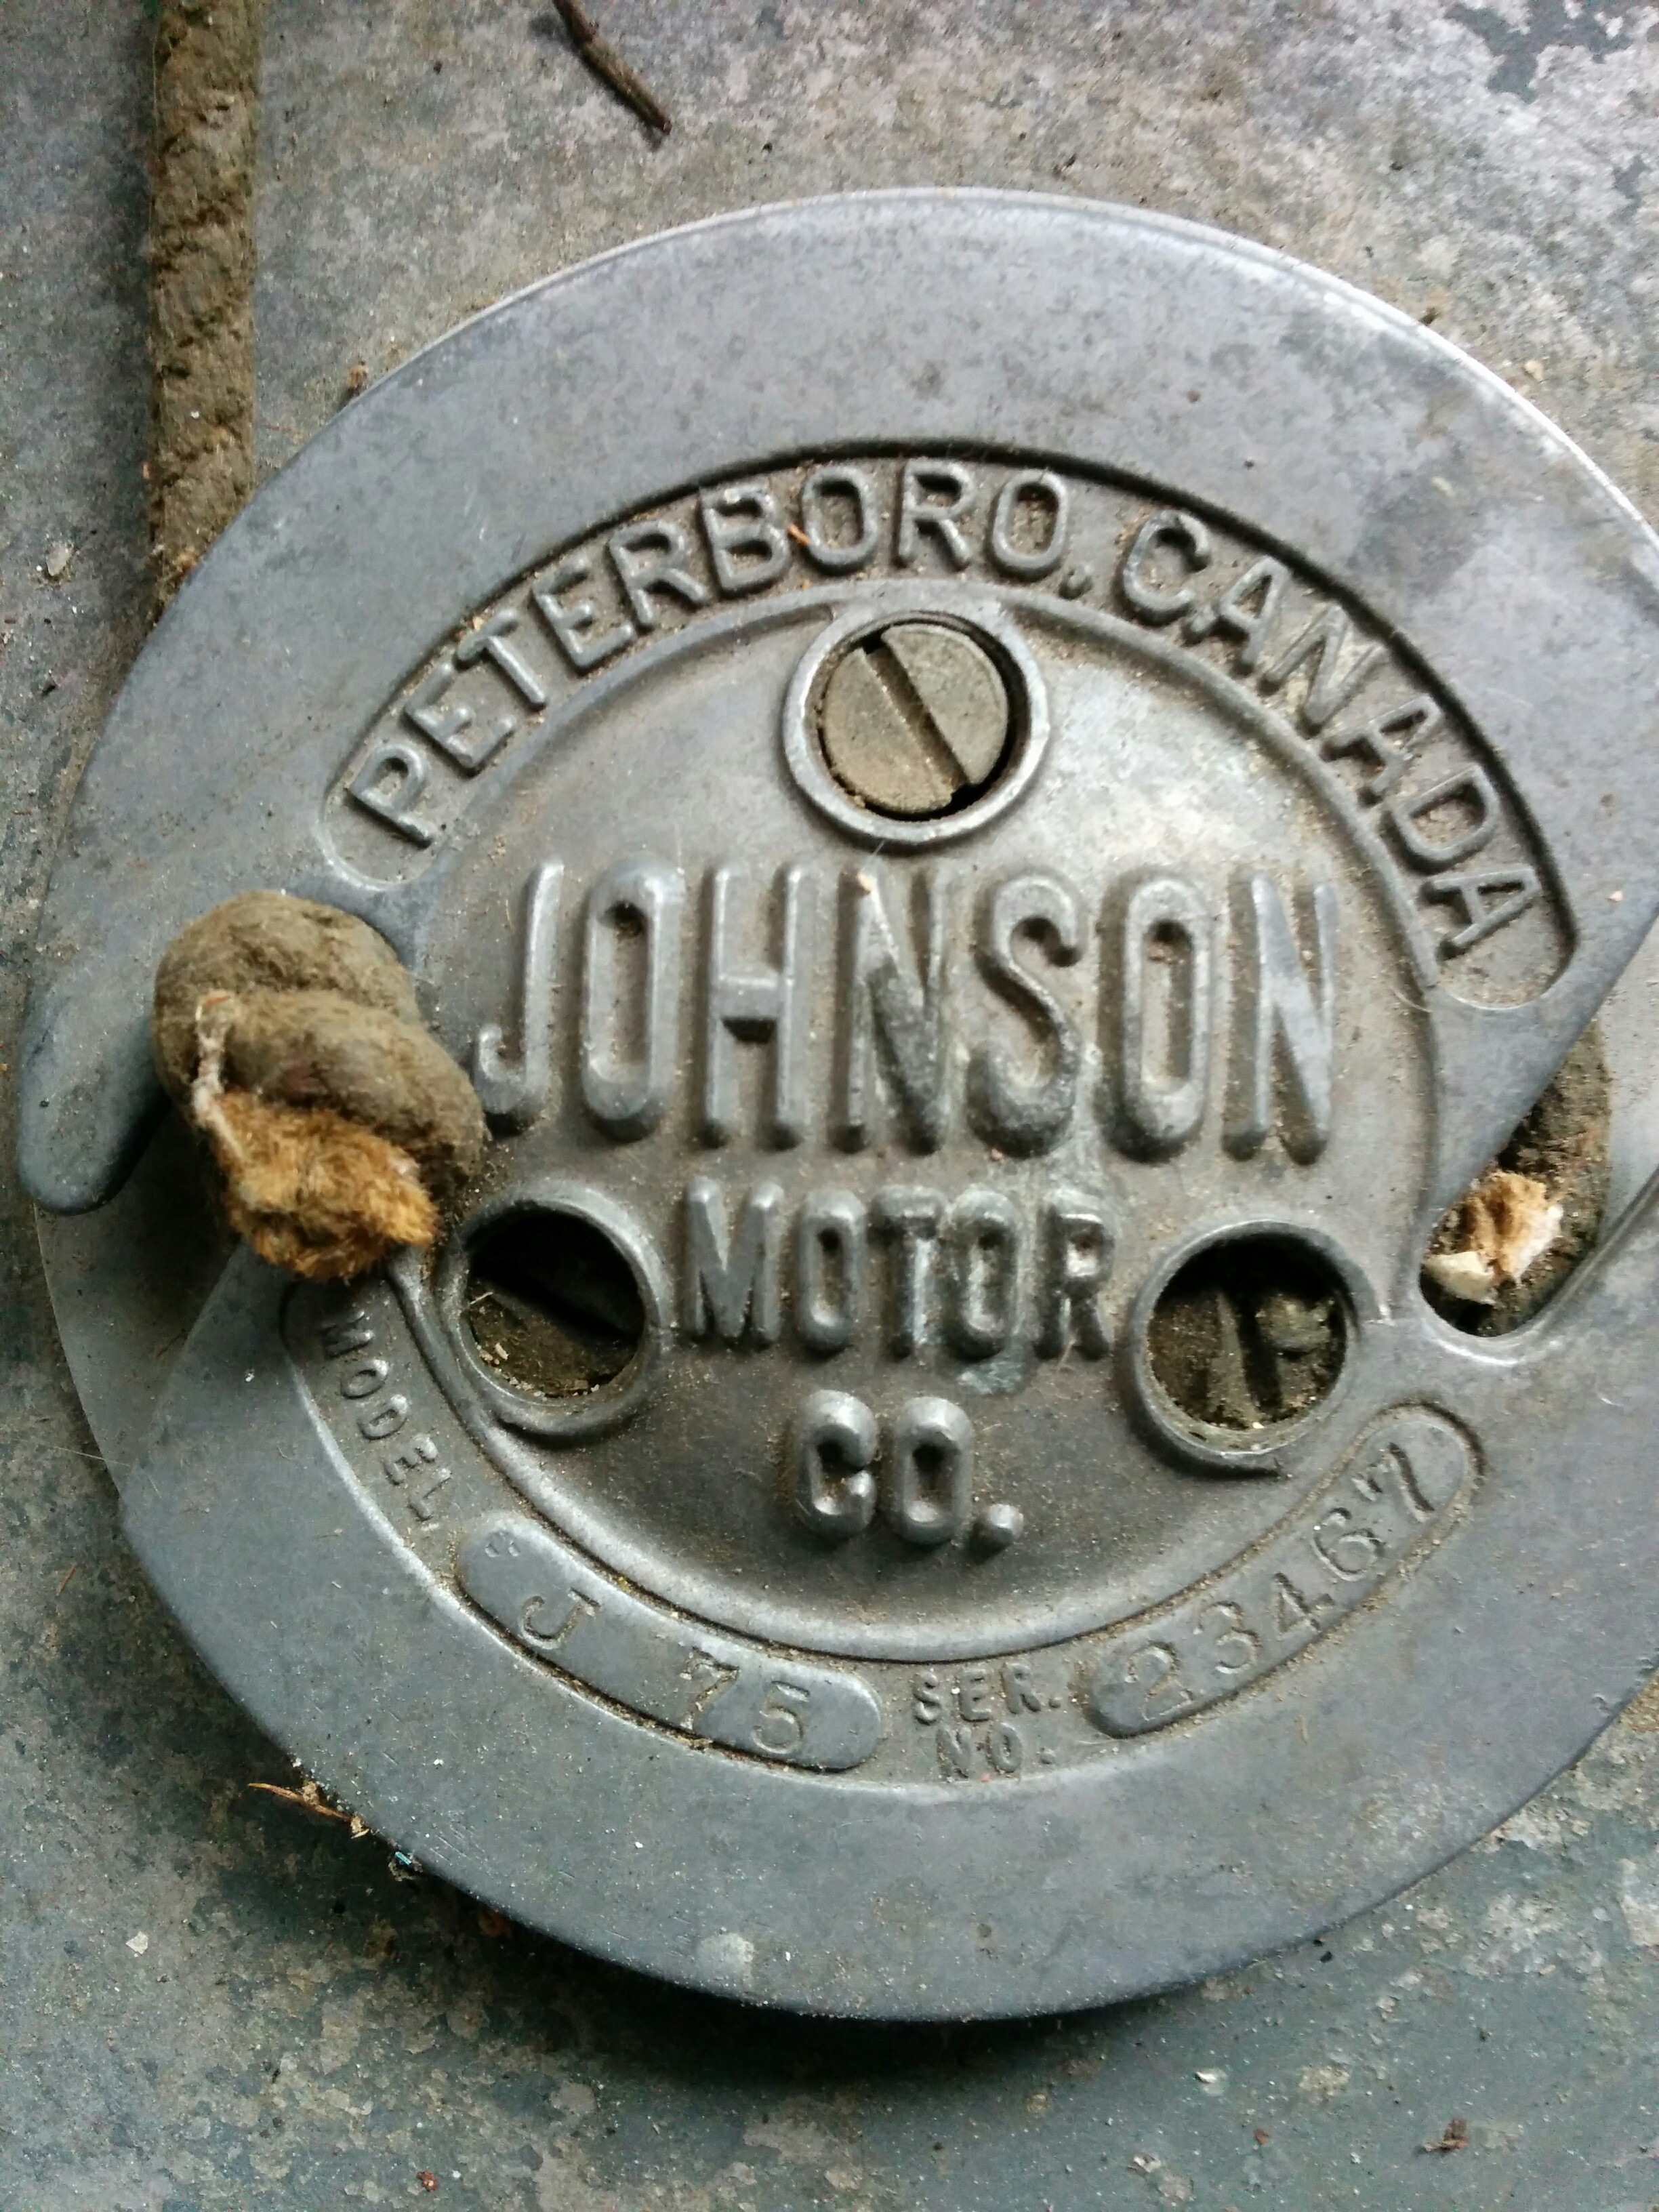 PETERBORO, CANADA
JOHNSON
MOTOR
CO.
MODEL
"J 75
SER.
NO.
23467